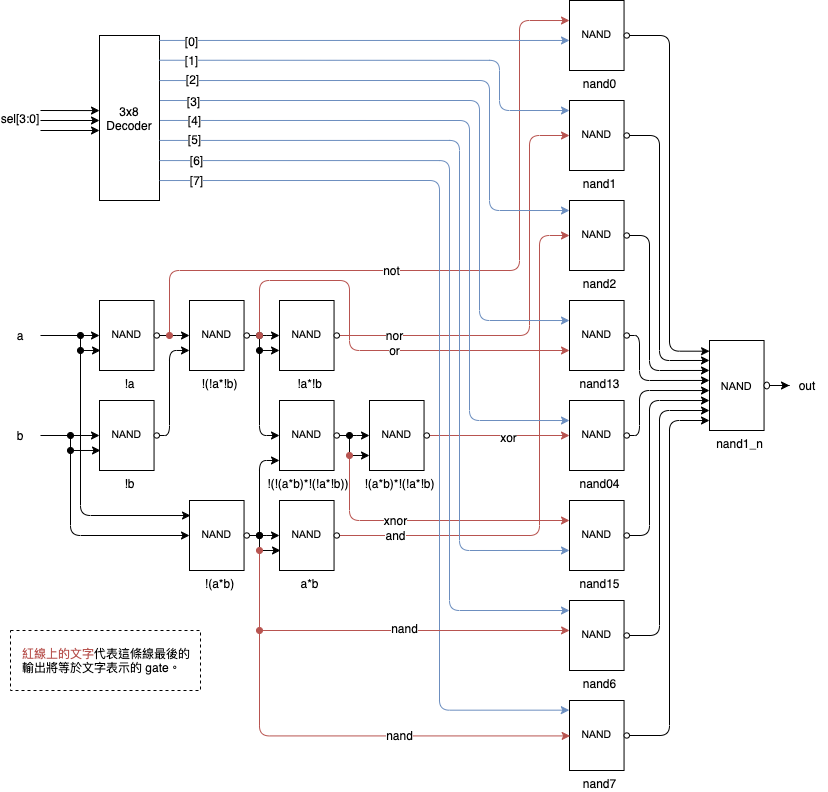 NAND
nand0
[0]
[1]
[2]
[3]
[4]
[5]
[6]
[7]
3x8
Decoder
sel[3:0]
NAND
nand1
NAND
nand2
not
a
NAND
!a
NAND
!(!a*!b)
NAND
!a*!b
nor
or
NAND
nand13
NAND
nand1_n
out
b
NAND
!b
NAND
!(!(a*b)*!(!a*!b))
NAND
!(a*b)*!(!a*!b)
xor
NAND
nand04
NAND
!(a*b)
NAND
a*b
xnor
and
NAND
nand15
紅線上的文字代表這條線最後的
輸出將等於文字表示的 gate。
nand
NAND
nand6
nand
NAND
nand7